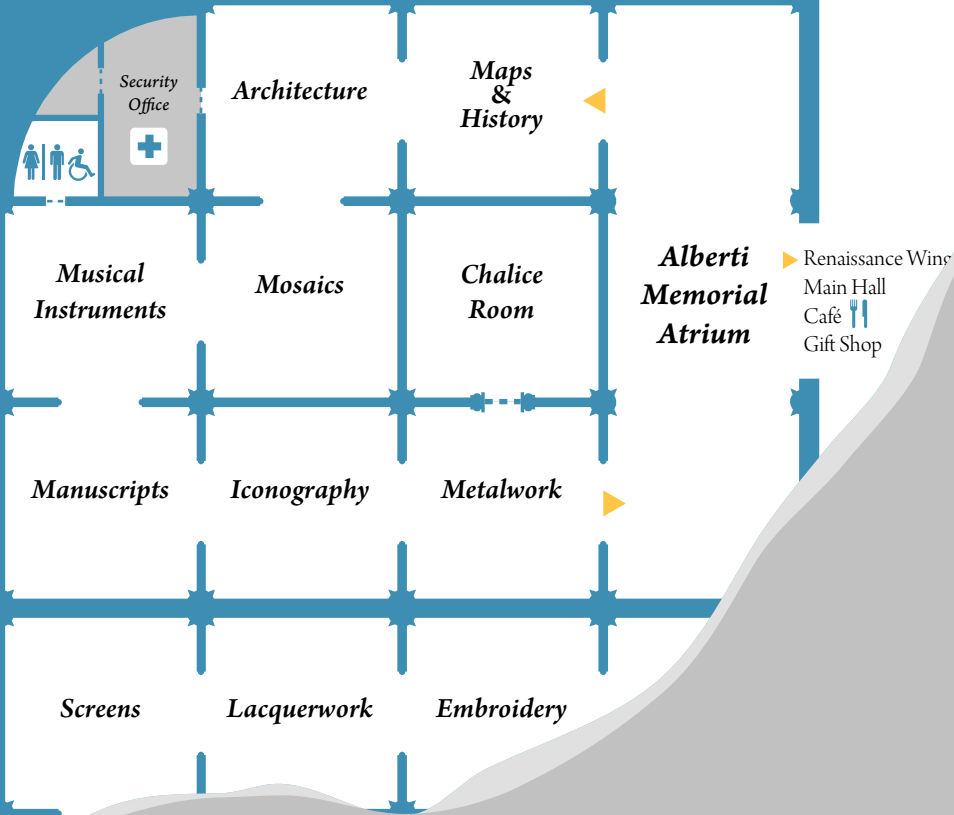 Security
Office
Architecture
Maps
&
History
Musical
Instruments
Mosaics
Chalice
Room
Alberti
Memorial
Atrium
Renaissance Wing
Main Hall
Café
Gift Shop
Manuscripts
Iconography
Metalwork
Screens
Lacquerwork
Embroidery